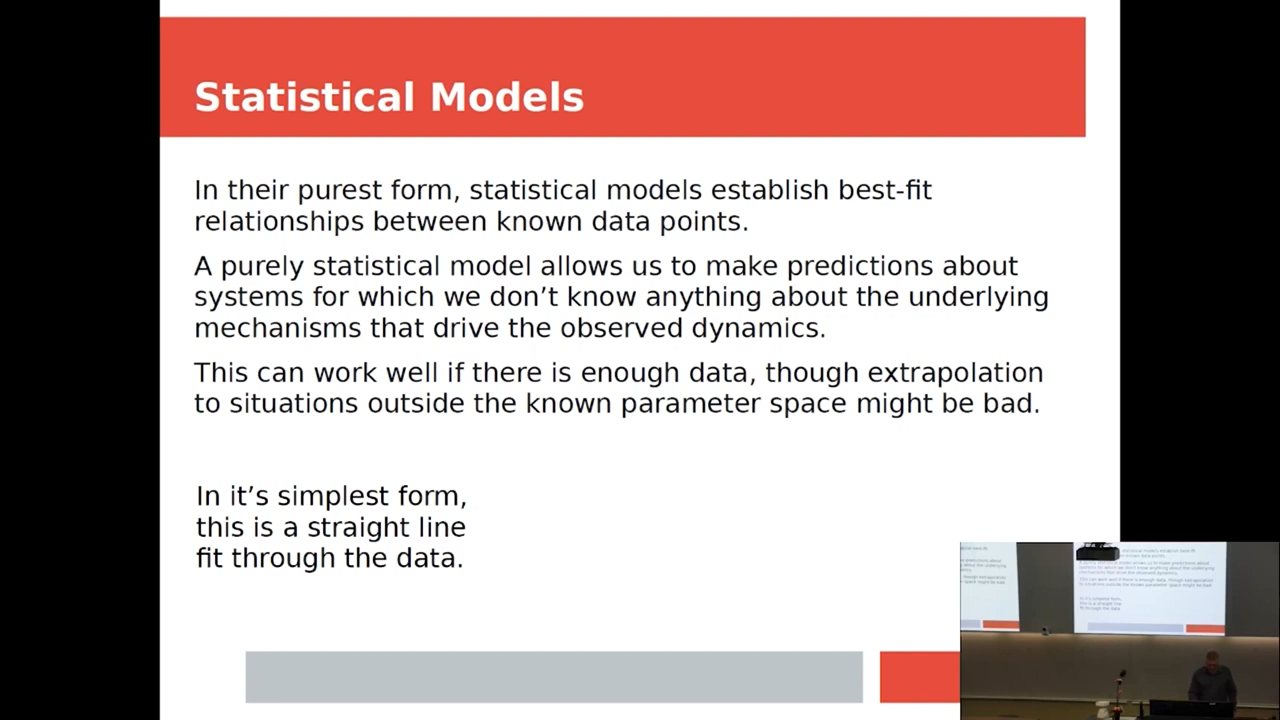 Statistical Models
In their purest form, statistical models establish best-fit
relationships between known data points.
A purely statistical model allows us to make predictions about
systems for which we don’t know anything about the underlying
mechanisms that drive the observed dynamics.
This can work well if there is enough data, though extrapolation
to situations outside the known parameter space might be bad.
In it’s simplest form,
this is a straight line
fit through the data.